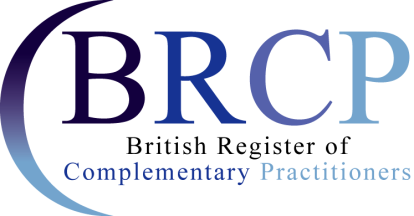 BRCP
British Register of
Complementary Practitioners